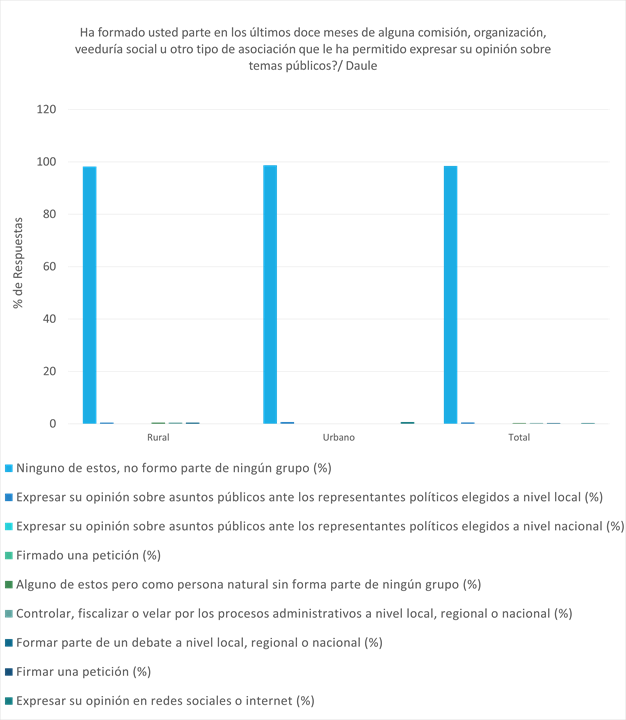 Ha formado usted parte en los últimos doce meses de alguna comisión, organización,
veeduría social u otro tipo de asociación que le ha permitido expresar su opinión sobre
temas públicos?/ Daule
120
100
80
60
40
20
0
% de Respuestas
Rural
Urbano
Total
Ninguno de estos, no formo parte de ningún grupo (%)
Expresar su opinión sobre asuntos públicos ante los representantes políticos elegidos a nivel local (%)
Expresar su opinión sobre asuntos públicos ante los representantes políticos elegidos a nivel nacional (%)
Firmado una petición (%)
Alguno de estos pero como persona natural sin forma parte de ningún grupo (%)
Controlar, fiscalizar o velar por los procesos administrativos a nivel local, regional o nacional (%)
Formar parte de un debate a nivel local, regional o nacional (%)
Firmar una petición (%)
Expresar su opinión en redes sociales o internet (%)